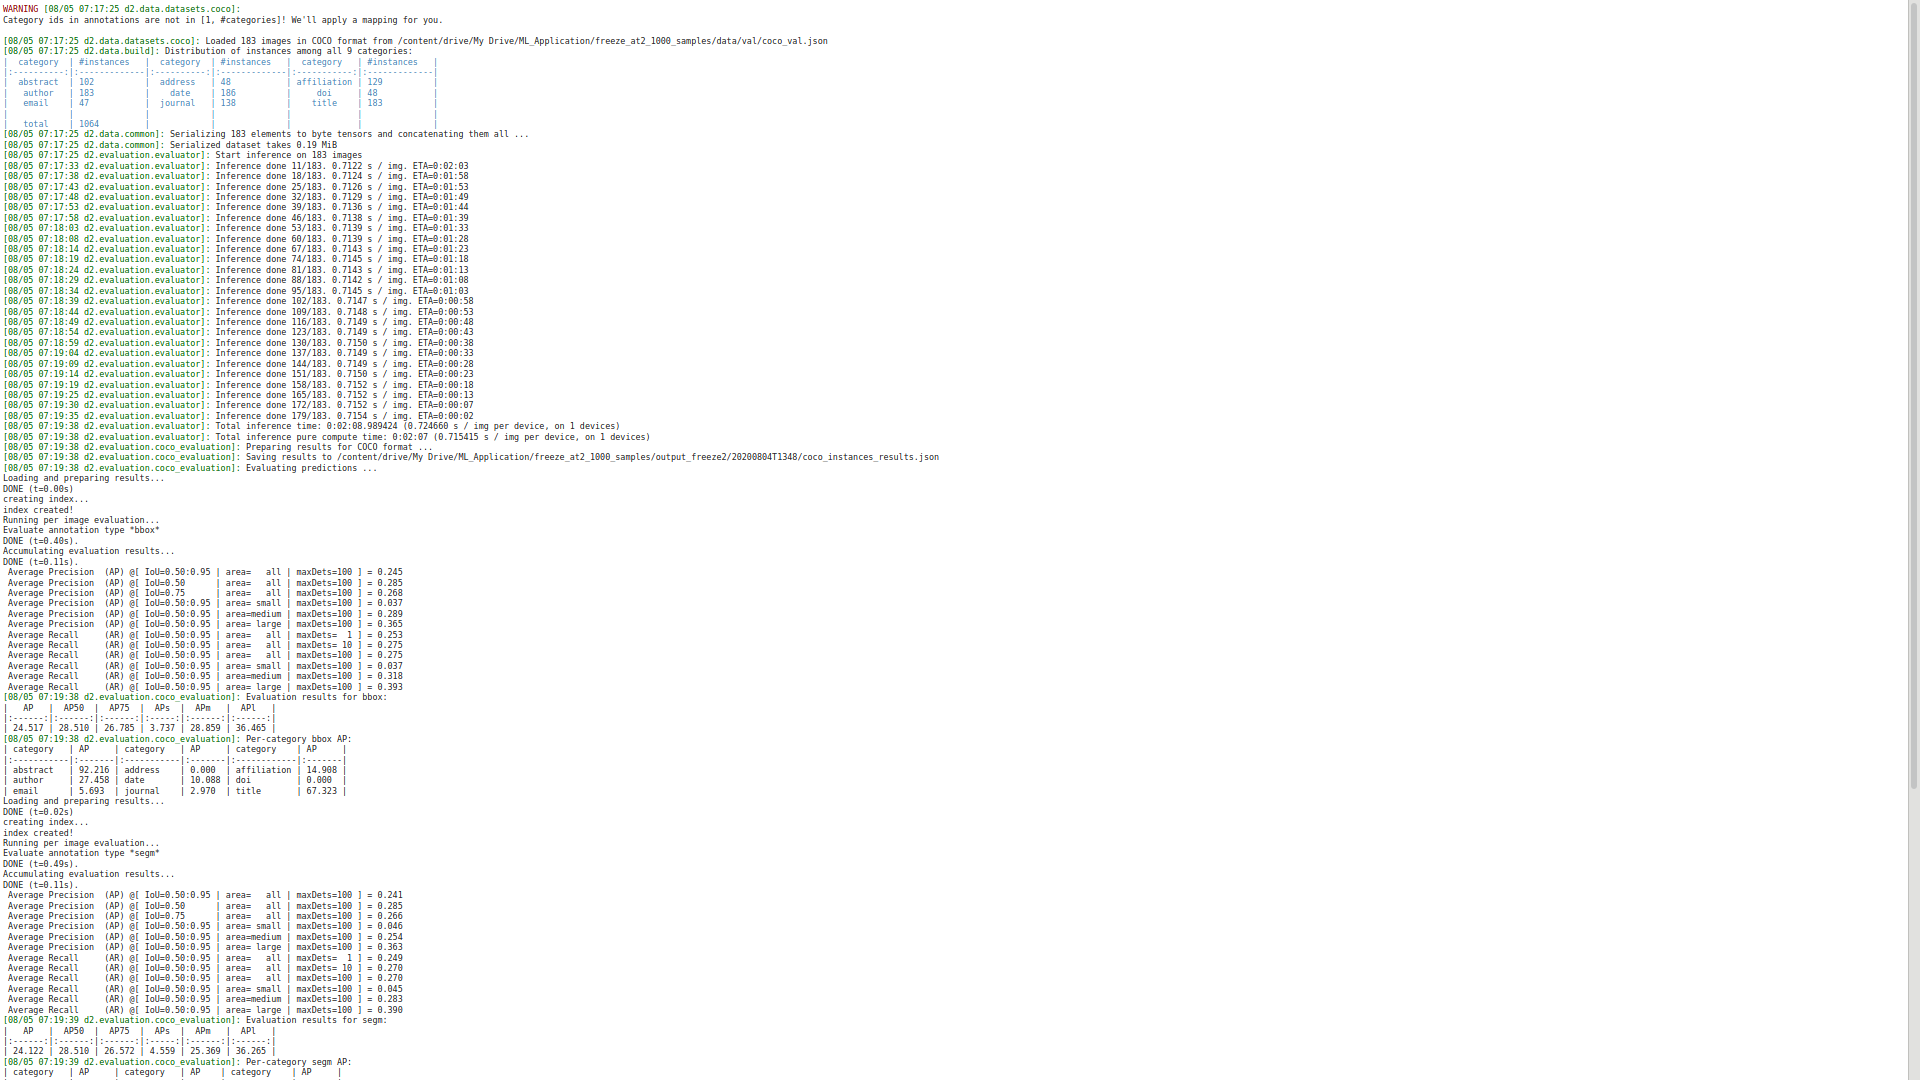 WARNING [08/05 07:17:25 d2.data.datasets.coco]:
Category ids in annotations are not in [1, #categories]! We'll apply a mapping for you.

[08/05 07:17:25 d2.data.datasets.coco]: Loaded 183 images in COCO format from /content/drive/My Drive/ML_Application/freeze_at2_1000_samples/data/val/coco_val.json
[08/05 07:17:25 d2.data.build]: Distribution of instances among all 9 categories:
|  category  | #instances   |  category  | #instances   |  category   | #instances   |
|:----------:|:-------------|:----------:|:-------------|:-----------:|:-------------|
|  abstract  | 102          |  address   | 48           | affiliation | 129          |
|   author   | 183          |    date    | 186          |     doi     | 48           |
|   email    | 47           |  journal   | 138          |    title    | 183          |
|            |              |            |              |             |              |
|   total    | 1064         |            |              |             |              |
[08/05 07:17:25 d2.data.common]: Serializing 183 elements to byte tensors and concatenating them all ...
[08/05 07:17:25 d2.data.common]: Serialized dataset takes 0.19 MiB
[08/05 07:17:25 d2.evaluation.evaluator]: Start inference on 183 images
[08/05 07:17:33 d2.evaluation.evaluator]: Inference done 11/183. 0.7122 s / img. ETA=0:02:03
[08/05 07:17:38 d2.evaluation.evaluator]: Inference done 18/183. 0.7124 s / img. ETA=0:01:58
[08/05 07:17:43 d2.evaluation.evaluator]: Inference done 25/183. 0.7126 s / img. ETA=0:01:53
[08/05 07:17:48 d2.evaluation.evaluator]: Inference done 32/183. 0.7129 s / img. ETA=0:01:49
[08/05 07:17:53 d2.evaluation.evaluator]: Inference done 39/183. 0.7136 s / img. ETA=0:01:44
[08/05 07:17:58 d2.evaluation.evaluator]: Inference done 46/183. 0.7138 s / img. ETA=0:01:39
[08/05 07:18:03 d2.evaluation.evaluator]: Inference done 53/183. 0.7139 s / img. ETA=0:01:33
[08/05 07:18:08 d2.evaluation.evaluator]: Inference done 60/183. 0.7139 s / img. ETA=0:01:28
[08/05 07:18:14 d2.evaluation.evaluator]: Inference done 67/183. 0.7143 s / img. ETA=0:01:23
[08/05 07:18:19 d2.evaluation.evaluator]: Inference done 74/183. 0.7145 s / img. ETA=0:01:18
[08/05 07:18:24 d2.evaluation.evaluator]: Inference done 81/183. 0.7143 s / img. ETA=0:01:13
[08/05 07:18:29 d2.evaluation.evaluator]: Inference done 88/183. 0.7142 s / img. ETA=0:01:08
[08/05 07:18:34 d2.evaluation.evaluator]: Inference done 95/183. 0.7145 s / img. ETA=0:01:03
[08/05 07:18:39 d2.evaluation.evaluator]: Inference done 102/183. 0.7147 s / img. ETA=0:00:58
[08/05 07:18:44 d2.evaluation.evaluator]: Inference done 109/183. 0.7148 s / img. ETA=0:00:53
[08/05 07:18:49 d2.evaluation.evaluator]: Inference done 116/183. 0.7149 s / img. ETA=0:00:48
[08/05 07:18:54 d2.evaluation.evaluator]: Inference done 123/183. 0.7149 s / img. ETA=0:00:43
[08/05 07:18:59 d2.evaluation.evaluator]: Inference done 130/183. 0.7150 s / img. ETA=0:00:38
[08/05 07:19:04 d2.evaluation.evaluator]: Inference done 137/183. 0.7149 s / img. ETA=0:00:33
[08/05 07:19:09 d2.evaluation.evaluator]: Inference done 144/183. 0.7149 s / img. ETA=0:00:28
[08/05 07:19:14 d2.evaluation.evaluator]: Inference done 151/183. 0.7150 s / img. ETA=0:00:23
[08/05 07:19:19 d2.evaluation.evaluator]: Inference done 158/183. 0.7152 s / img. ETA=0:00:18
[08/05 07:19:25 d2.evaluation.evaluator]: Inference done 165/183. 0.7152 s / img. ETA=0:00:13
[08/05 07:19:30 d2.evaluation.evaluator]: Inference done 172/183. 0.7152 s / img. ETA=0:00:07
[08/05 07:19:35 d2.evaluation.evaluator]: Inference done 179/183. 0.7154 s / img. ETA=0:00:02
[08/05 07:19:38 d2.evaluation.evaluator]: Total inference time: 0:02:08.989424 (0.724660 s / img per device, on 1 devices)
[08/05 07:19:38 d2.evaluation.evaluator]: Total inference pure compute time: 0:02:07 (0.715415 s / img per device, on 1 devices)
[08/05 07:19:38 d2.evaluation.coco_evaluation]: Preparing results for COCO format ...
[08/05 07:19:38 d2.evaluation.coco_evaluation]: Saving results to /content/drive/My Drive/ML_Application/freeze_at2_1000_samples/output_freeze2/20200804T1348/coco_instances_results.json
[08/05 07:19:38 d2.evaluation.coco_evaluation]: Evaluating predictions ...
Loading and preparing results...
DONE (t=0.00s)
creating index...
index created!
Running per image evaluation...
Evaluate annotation type *bbox*
DONE (t=0.40s).
Accumulating evaluation results...
DONE (t=0.11s).
 Average Precision  (AP) @[ IoU=0.50:0.95 | area=   all | maxDets=100 ] = 0.245
 Average Precision  (AP) @[ IoU=0.50      | area=   all | maxDets=100 ] = 0.285
 Average Precision  (AP) @[ IoU=0.75      | area=   all | maxDets=100 ] = 0.268
 Average Precision  (AP) @[ IoU=0.50:0.95 | area= small | maxDets=100 ] = 0.037
 Average Precision  (AP) @[ IoU=0.50:0.95 | area=medium | maxDets=100 ] = 0.289
 Average Precision  (AP) @[ IoU=0.50:0.95 | area= large | maxDets=100 ] = 0.365
 Average Recall     (AR) @[ IoU=0.50:0.95 | area=   all | maxDets=  1 ] = 0.253
 Average Recall     (AR) @[ IoU=0.50:0.95 | area=   all | maxDets= 10 ] = 0.275
 Average Recall     (AR) @[ IoU=0.50:0.95 | area=   all | maxDets=100 ] = 0.275
 Average Recall     (AR) @[ IoU=0.50:0.95 | area= small | maxDets=100 ] = 0.037
 Average Recall     (AR) @[ IoU=0.50:0.95 | area=medium | maxDets=100 ] = 0.318
 Average Recall     (AR) @[ IoU=0.50:0.95 | area= large | maxDets=100 ] = 0.393
[08/05 07:19:38 d2.evaluation.coco_evaluation]: Evaluation results for bbox:
|   AP   |  AP50  |  AP75  |  APs  |  APm   |  APl   |
|:------:|:------:|:------:|:-----:|:------:|:------:|
| 24.517 | 28.510 | 26.785 | 3.737 | 28.859 | 36.465 |
[08/05 07:19:38 d2.evaluation.coco_evaluation]: Per-category bbox AP:
| category   | AP     | category   | AP     | category    | AP     |
|:-----------|:-------|:-----------|:-------|:------------|:-------|
| abstract   | 92.216 | address    | 0.000  | affiliation | 14.908 |
| author     | 27.458 | date       | 10.088 | doi         | 0.000  |
| email      | 5.693  | journal    | 2.970  | title       | 67.323 |
Loading and preparing results...
DONE (t=0.02s)
creating index...
index created!
Running per image evaluation...
Evaluate annotation type *segm*
DONE (t=0.49s).
Accumulating evaluation results...
DONE (t=0.11s).
 Average Precision  (AP) @[ IoU=0.50:0.95 | area=   all | maxDets=100 ] = 0.241
 Average Precision  (AP) @[ IoU=0.50      | area=   all | maxDets=100 ] = 0.285
 Average Precision  (AP) @[ IoU=0.75      | area=   all | maxDets=100 ] = 0.266
 Average Precision  (AP) @[ IoU=0.50:0.95 | area= small | maxDets=100 ] = 0.046
 Average Precision  (AP) @[ IoU=0.50:0.95 | area=medium | maxDets=100 ] = 0.254
 Average Precision  (AP) @[ IoU=0.50:0.95 | area= large | maxDets=100 ] = 0.363
 Average Recall     (AR) @[ IoU=0.50:0.95 | area=   all | maxDets=  1 ] = 0.249
 Average Recall     (AR) @[ IoU=0.50:0.95 | area=   all | maxDets= 10 ] = 0.270
 Average Recall     (AR) @[ IoU=0.50:0.95 | area=   all | maxDets=100 ] = 0.270
 Average Recall     (AR) @[ IoU=0.50:0.95 | area= small | maxDets=100 ] = 0.045
 Average Recall     (AR) @[ IoU=0.50:0.95 | area=medium | maxDets=100 ] = 0.283
 Average Recall     (AR) @[ IoU=0.50:0.95 | area= large | maxDets=100 ] = 0.390
[08/05 07:19:39 d2.evaluation.coco_evaluation]: Evaluation results for segm:
|   AP   |  AP50  |  AP75  |  APs  |  APm   |  APl   |
|:------:|:------:|:------:|:-----:|:------:|:------:|
| 24.122 | 28.510 | 26.572 | 4.559 | 25.369 | 36.265 |
[08/05 07:19:39 d2.evaluation.coco_evaluation]: Per-category segm AP:
| category   | AP     | category   | AP    | category    | AP     |